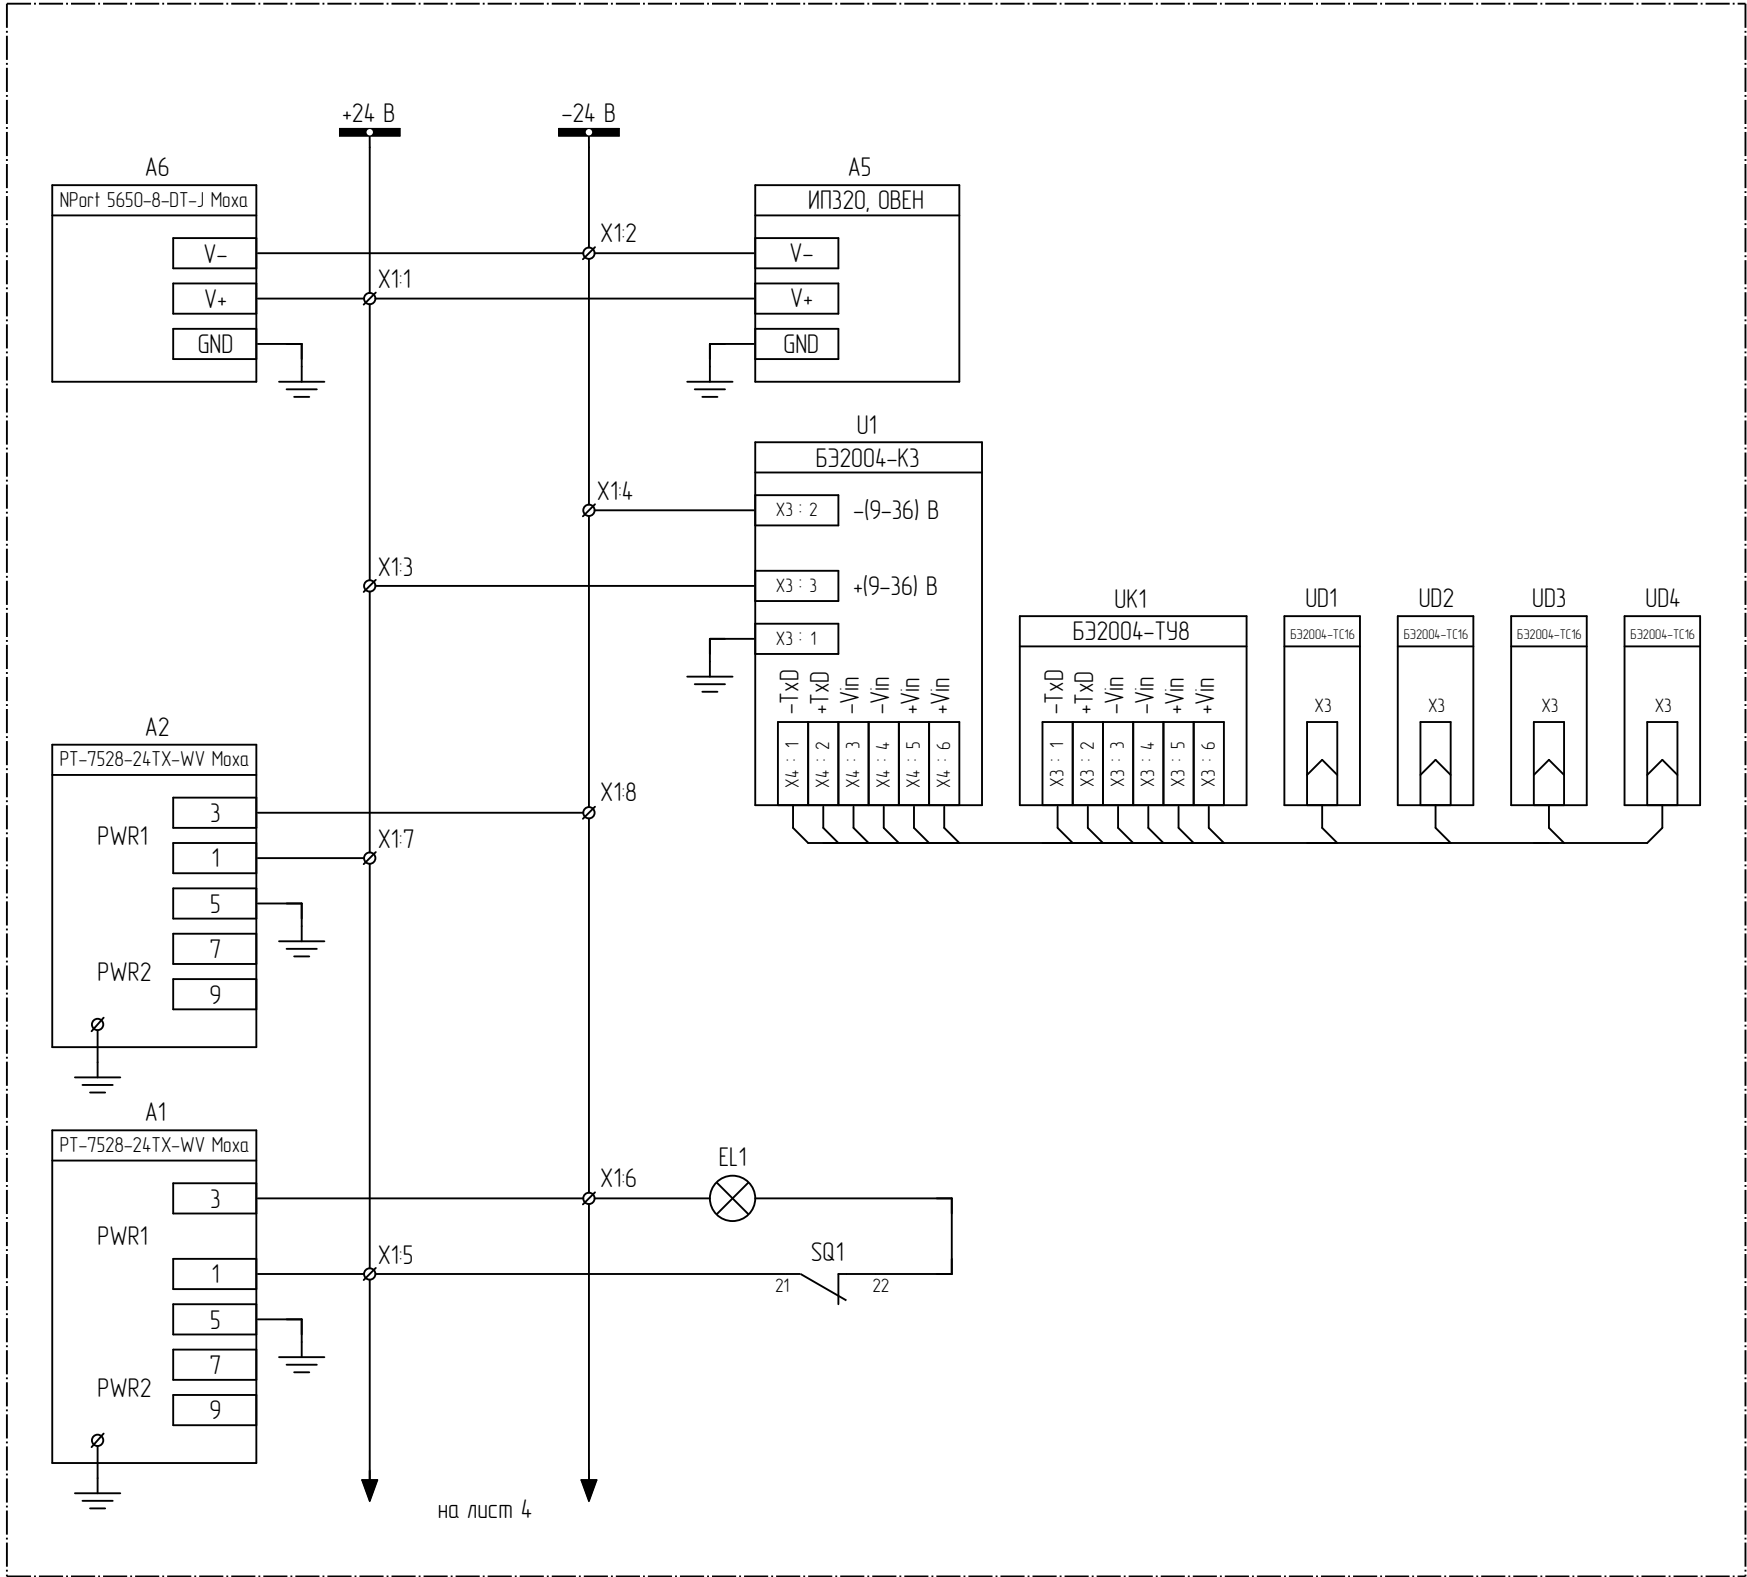 +24 В
-24 В
A6
NPort 5650-8-DT-J Moxa
V-
V+
GND
X1:2
X1:1
A5
ИП320, ОВЕН
V-
V+
GND
U1
БЭ2004-К3
X1:4
X3 : 2
-(9-36) В
X1:3
X3 : 3
+(9-36) В
X3 : 1
-TxD
+TxD
-Vin
-Vin
+Vin
+Vin
X4 : 1
X4 : 2
X4 : 3
X4 : 4
X4 : 5
X4 : 6
UK1
БЭ2004-ТУ8
-TxD
+TxD
-Vin
-Vin
+Vin
+Vin
X3 : 1
X3 : 2
X3 : 3
X3 : 4
X3 : 5
X3 : 6
UD1
БЭ2004-ТС16
X3
UD2
БЭ2004-ТС16
X3
UD3
БЭ2004-ТС16
X3
UD4
БЭ2004-ТС16
X3
A2
PT-7528-24TX-WV Moxa
3
PWR1
1
5
7
PWR2
9
X1:8
X1:7
A1
PT-7528-24TX-WV Moxa
3
PWR1
1
5
7
PWR2
9
X1:6
X1:5
EL1
SQ1
21
22
на лист 4